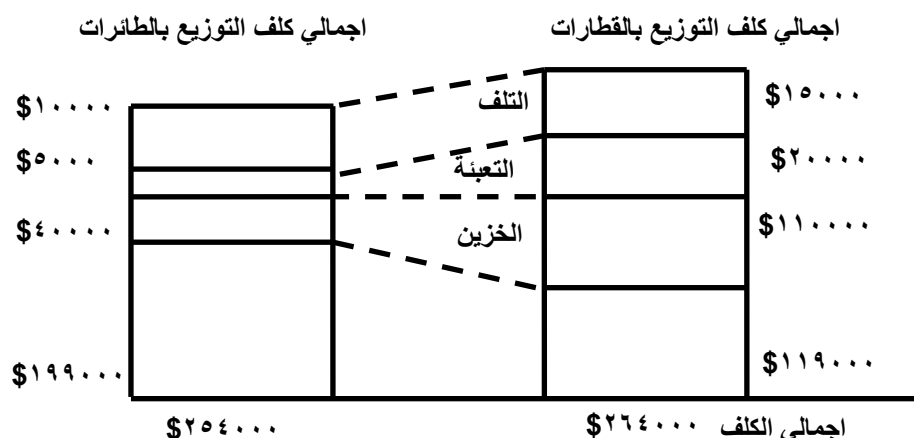 اجمالي كلف التوزيع بالقطارات
اجمالي كلف التوزيع بالطائرات
$١٥٠٠٠
التلف
$١٠٠٠٠
$٢٠٠٠٠
التعبئة
$٥٠٠٠
$١١٠٠٠٠
الخزين
$٤٠٠٠٠
$١١٩٠٠٠
$١٩٩٠٠٠
اجمالي الكلف
$٢٦٤٠٠٠
$٢٥٤٠٠٠